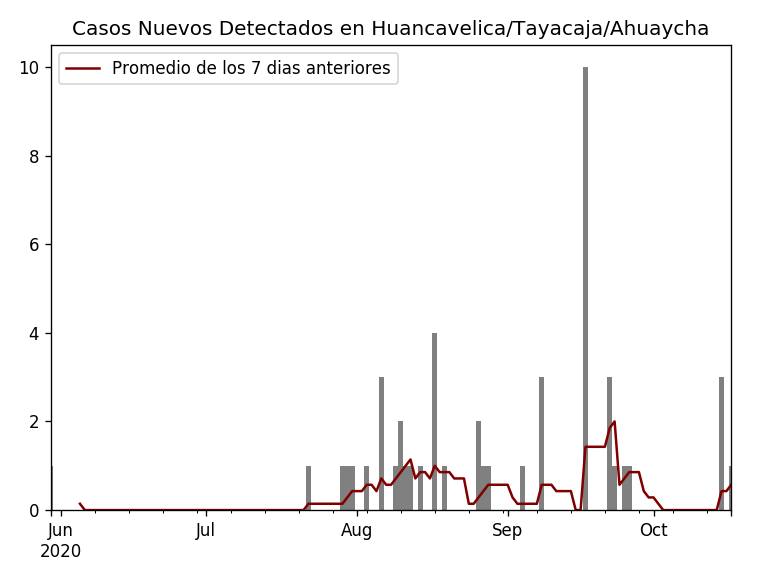 Casos Nuevos Detectados en Huancavelica/Tayacaja/Ahuaycha
Promedio de los 7 dias anteriores
10
8
6
4
2
0
Jun Jul Aug Sep Oct
2020